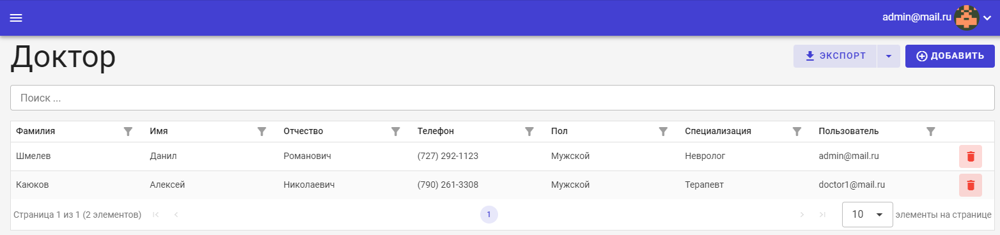 admin@mail.ru
Доктор
ЭКСПОРТ ДОБАВИТЬ
Поиск ...
Фамилия Имя Отчество Телефон Пол Специализация Пользователь
Шмелев Данил Романович (727) 292-1123 Мужской Невролог admin@mail.ru
Каюков Алексей Николаевич (790) 261-3308 Мужской Терапевт doctor1@mail.ru
Страница 1 из 1 (2 элементов) 1 10 элементы на странице